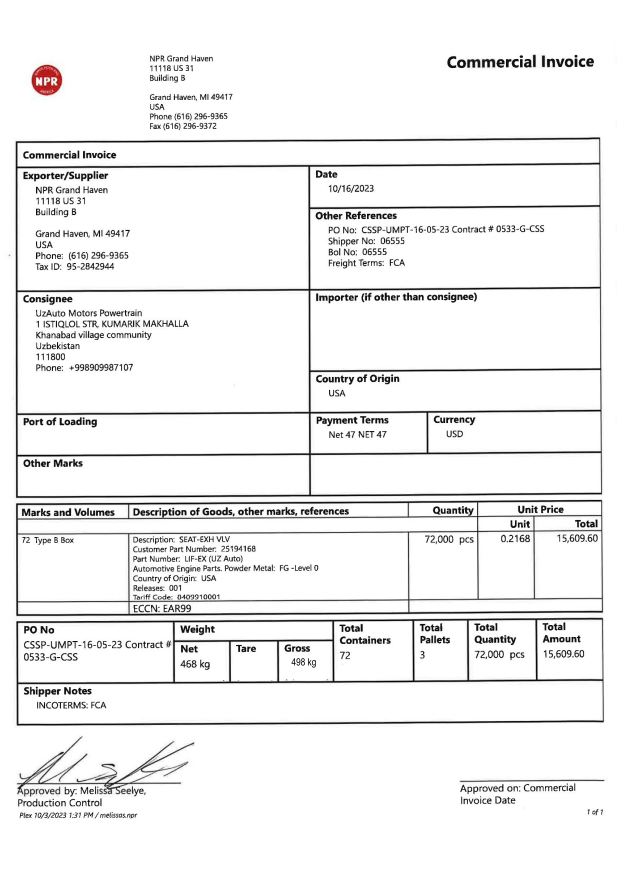 NPR Grand Haven
11118 US 31
Building B
Grand Haven, MI 49417
USA
Phone (616) 296-9365
Fax (616) 296-9372
NPR
Commercial Invoice
Commercial Invoice
Exporter/Supplier
NPR Grand Haven
11118 US 31
Building B
Grand Haven, MI 49417
USA
Phone: (616) 296-9365
Tax ID: 95-2842944
Date
10/16/2023
Other References
PO No: CSSP-UMPT-16-05-23 Contract # 0533-G-CSS
Shipper No: 06555
Bol No: 06555
Freight Terms: FCA
Consignee
UzAuto Motors Powertrain
1 ISTIQLOL STR, KUMARIK MAKHALLA
Khanabad village community
Uzbekistan
111800
Phone: +998909987107
Importer (if other than consignee)
Country of Origin
USA
Port of Loading
Payment Terms
Net 47 NET 47
Currency
USD
Other Marks
Marks and Volumes Description of Goods, other marks, references Quantity Unit Price
Unit Total
72 Type B Box
Description: SEAT-EXH VLV
Customer Part Number: 25194168
Part Number: LIF-EX (UZ Auto)
Automotive Engine Parts. Powder Metal: FG -Level 0
Country of Origin: USA
Releases: 001
Tariff Code: 0409910001
ECCN: EAR99
72,000 pcs
0.2168
15,609.60
PO No
CSSP-UMPT-16-05-23 Contract #
0533-G-CSS
Weight
Net
468 kg
Tare
Gross
498 kg
Total
Containers
72
Total
Pallets
3
Total
Quantity
72,000 pcs
Total
Amount
15,609.60
Shipper Notes
INCOTERMS: FCA
Approved by: Melissa Seelye,
Production Control
Plex 10/3/2023 1:31 PM / melissas.npr
Approved on: Commercial
Invoice Date
1 of 1